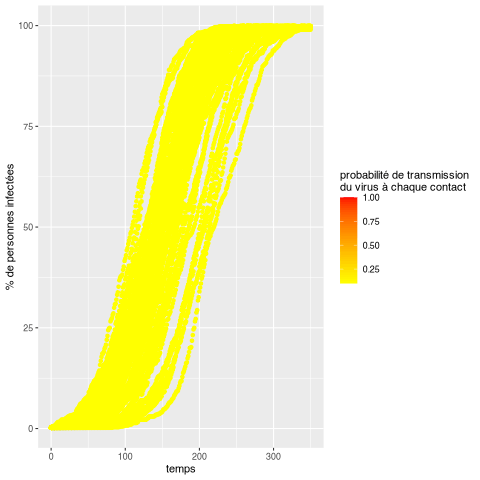 100
75
50
25
0
% de personnes infectées
0 100 200 300
temps
probabilité de transmission
du virus à chaque contact
1.00
0.75
0.50
0.25